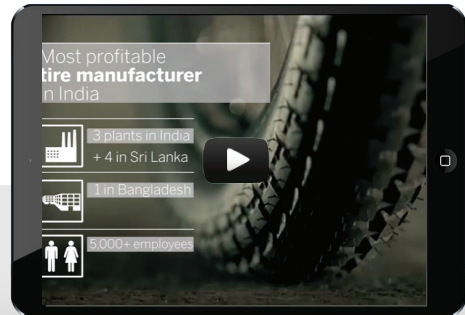 Most profitable
tire manufacturer
in India
3 plants in India
+ 4 in Sri Lanka
1 in Bangladesh
5.000+ employees